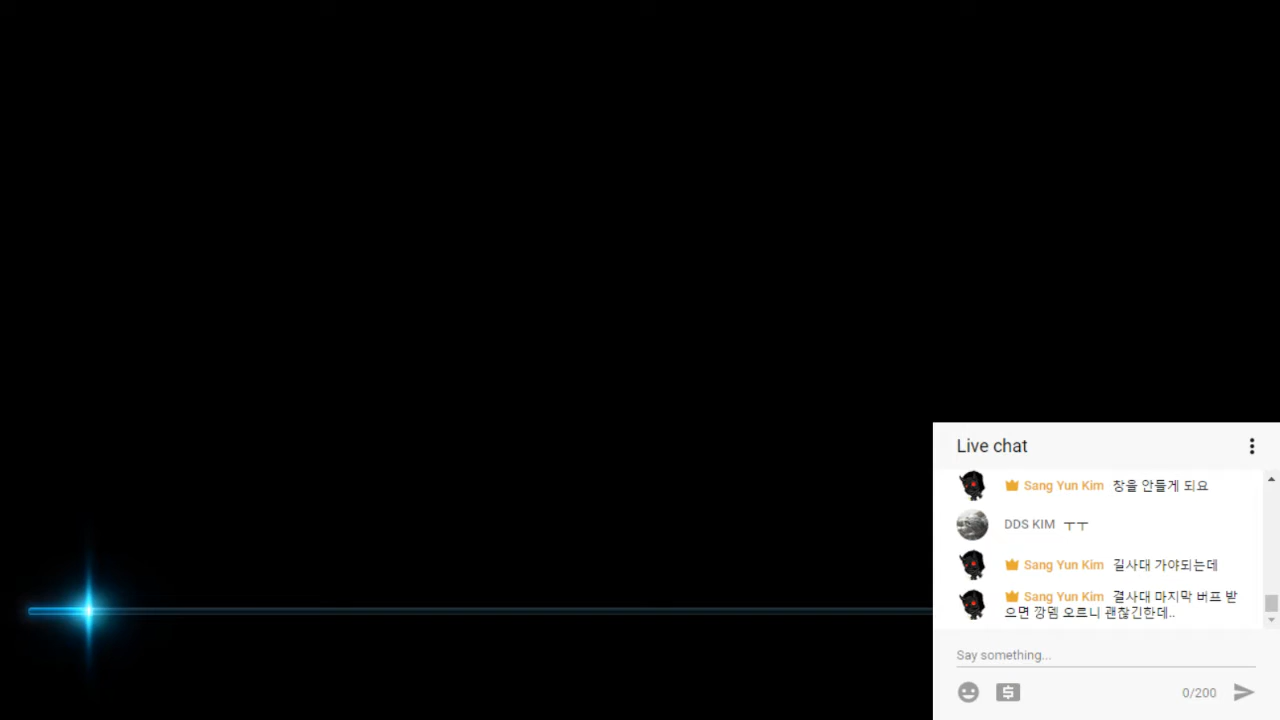 Live chat
Sang Yun Kim 창을 안들게 되요
DDS KIM ㅜㅜ
Sang Yun Kim 길사대 가야되는데
Sang Yun Kim 결사대 마지막 버프 받
으면 깡뎀 오르니 괜찮긴한데..
Say something...
0/200